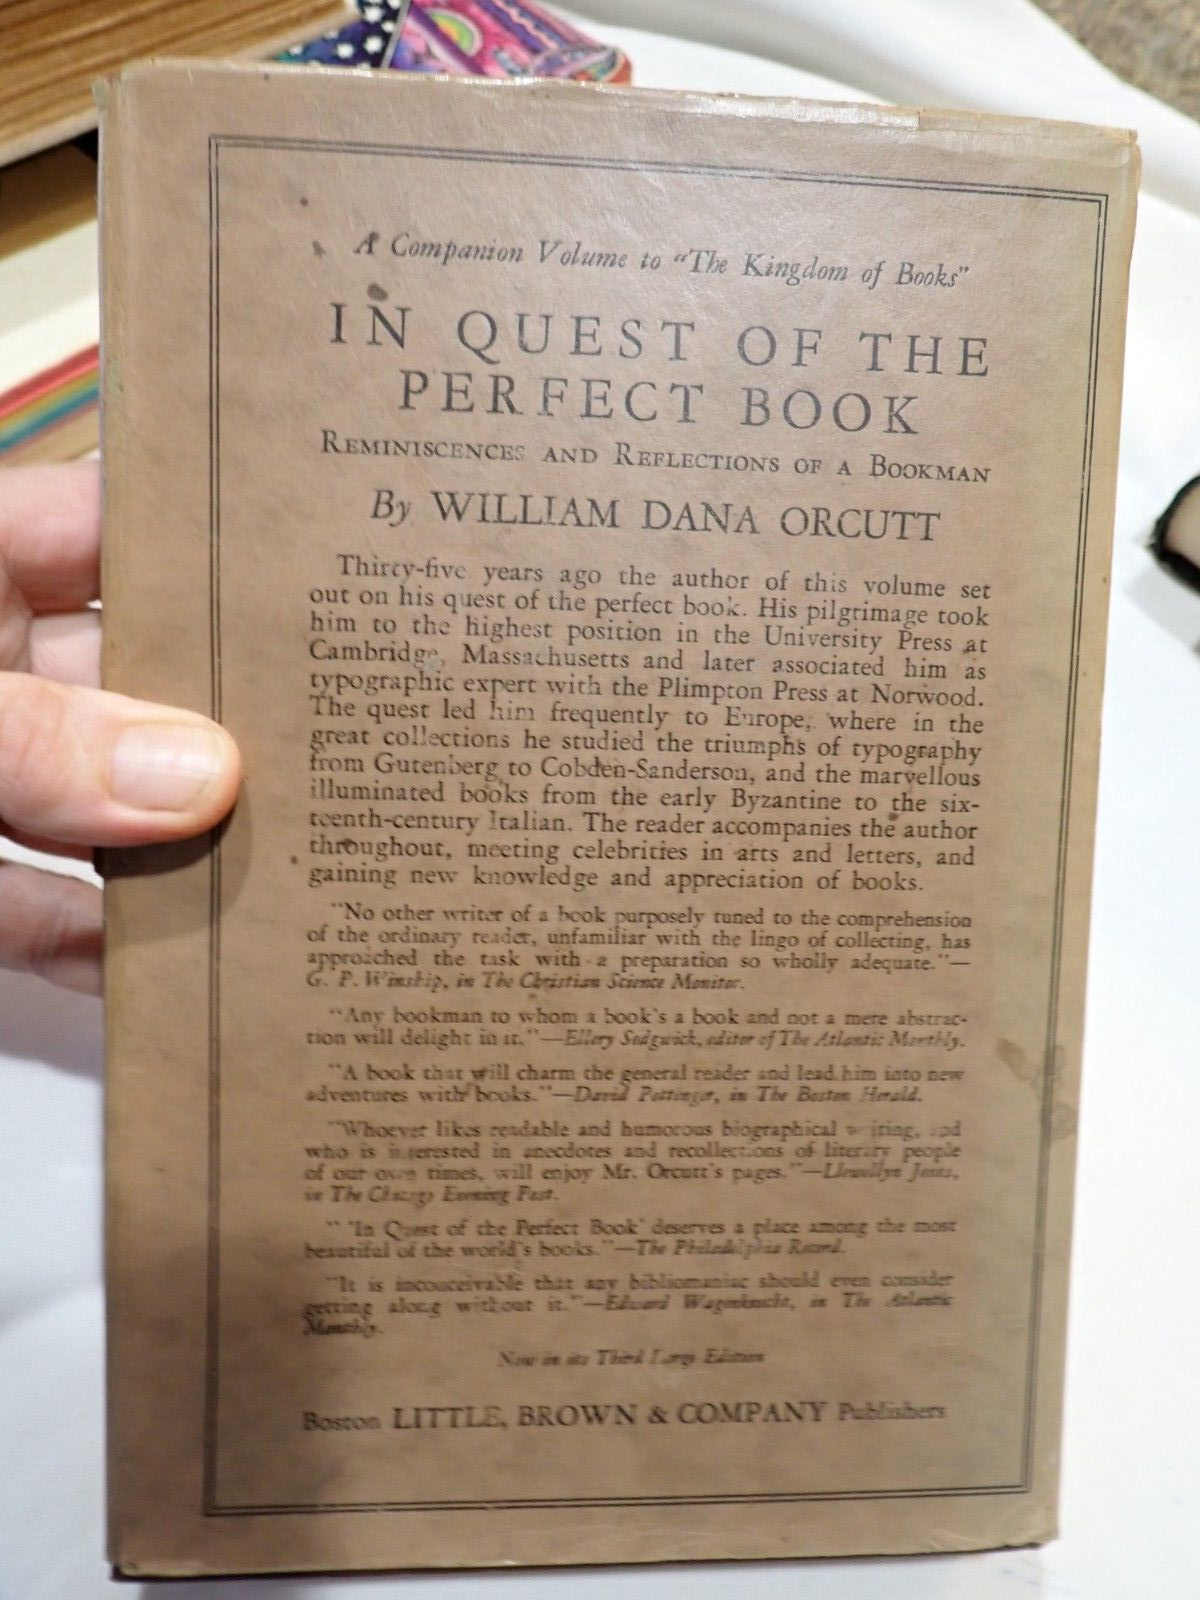 A Companion Volume to "The Kingdom of Books"
IN QUEST OF THE
PERFECT BOOK
REMINISCENCES AND REFLECTIONS OF A BOOKMAN
By WILLIAM DANA ORCUTT
Thirty-five years ago the author of this volume set
out on his quest of the perfect book. His pilgrimage took
him to the highest position in the University Press at
Cambridge, Massachusetts and later associated him as
typographic expert with the Plimpton Press at Norwood.
The quest led him frequently to Europe, where in the
great collections he studied the triumphs of typography
from Gutenberg to Cobden-Sanderson, and the marvellous
illuminated books from the early Byzantine to the six-
teenth-century Italian. The reader accompanies the author
throughout, meeting celebrities in arts and letters, and
gaining new knowledge and appreciation of books.
"No other writer of a book purposely tuned to the comprehension
of the ordinary reader, unfamiliar with the lingo of collecting, has
approached the task with a preparation so wholly adequate."—
G. P. Winship, in The Christian Science Monitor.
"Any bookman to whom a book's a book and not a mere abstrac-
tion will delight in it."—Ellery Sedgwick, editor of The Atlantic Monthly.
"A book that will charm the general reader and lead him into new
adventures with books."—David Pottinger, in The Boston Herald.
"Whoever likes readable and humorous biographical writing, and
who is interested in anecdotes and recollections of literary people
of our own times, will enjoy Mr. Orcutt's pages."—Llewellyn Jones,
in The Chicago Evening Post.
"'In Quest of the Perfect Book' deserves a place among the most
beautiful of the world's books."—The Philadelphia Record.
"It is inconceivable that any bibliomaniac should even consider
getting along without it."—Edward Wagenknecht, in The Atlantic
Monthly.
Now in its Third Large Edition
Boston LITTLE, BROWN & COMPANY Publishers